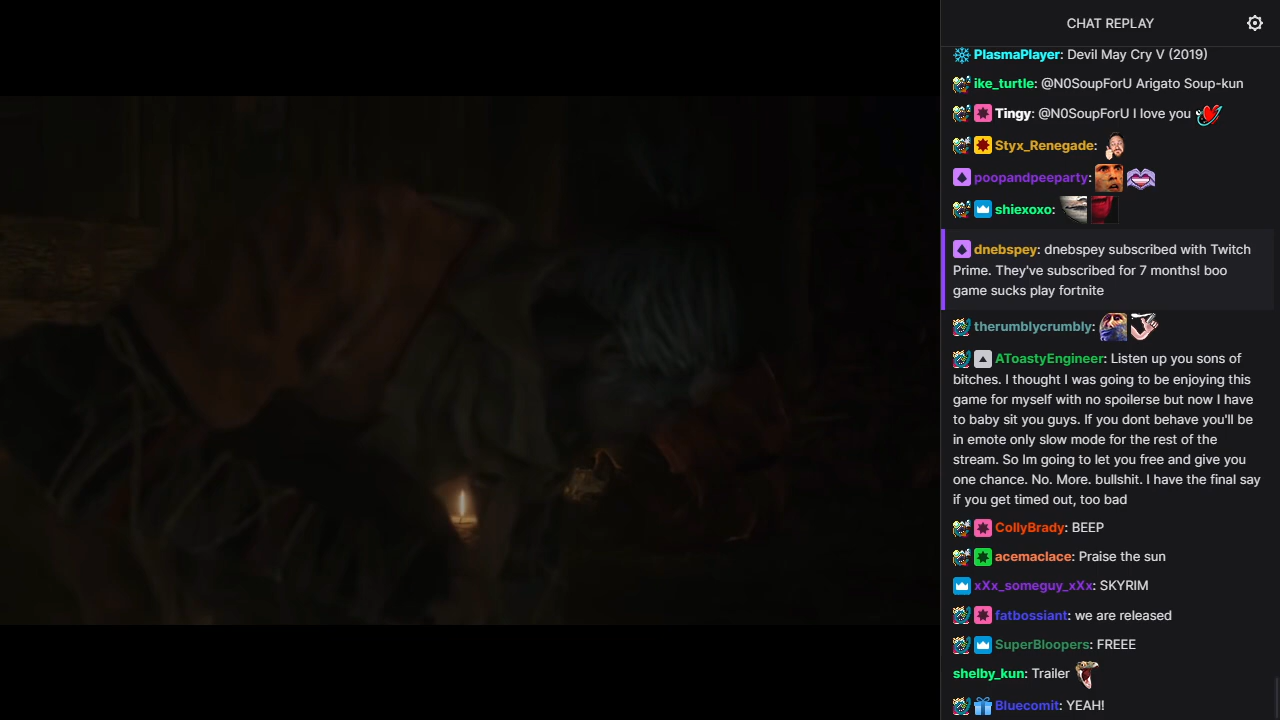 CHAT REPLAY
PlasmaPlayer: Devil May Cry V (2019)
ike_turtle: @N0SoupForU Arigato Soup-kun
Tingy: @N0SoupForU I love you
Styx_Renegade:
poopandpeeparty:
shiexoxo:
dnebspey: dnebspey subscribed with Twitch
Prime. They've subscribed for 7 months! boo
game sucks play fortnite
therumblycrumbly:
AToastyEngineer: Listen up you sons of
bitches. I thought I was going to be enjoying this
game for myself with no spoilerse but now I have
to baby sit you guys. If you dont behave you'll be
in emote only slow mode for the rest of the
stream. So Im going to let you free and give you
one chance. No. More. bullshit. I have the final say
if you get timed out, too bad
CollyBrady: BEEP
acemaclace: Praise the sun
xXx_someguy_xXx: SKYRIM
fatbossiant: we are released
SuperBloopers: FREEE
shelby_kun: Trailer
Bluecomit: YEAH!